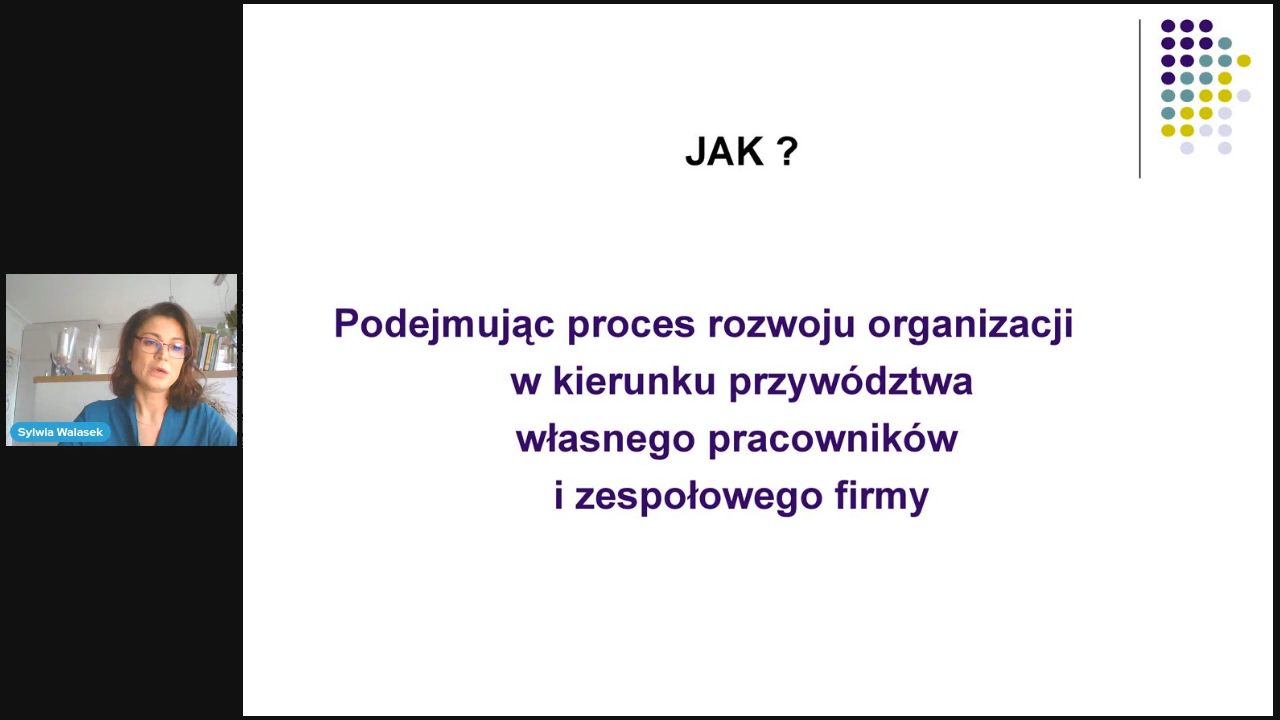 JAK ?
Podejmując proces rozwoju organizacji
w kierunku przywództwa
własnego pracowników
i zespołowego firmy
Sylwia Walasek